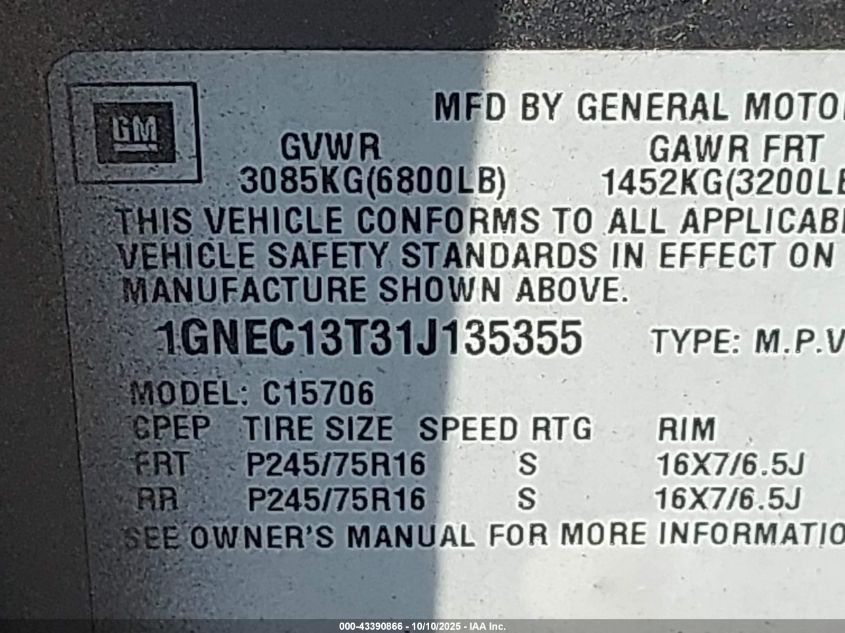 GM
MFD BY GENERAL MOTO
GVWR GAWR FRT
3085KG(6800LB) 1452KG(3200LB
THIS VEHICLE CONFORMS TO ALL APPLICABL
VEHICLE SAFETY STANDARDS IN EFFECT ON
MANUFACTURE SHOWN ABOVE.
1GNEC13T31J135355 TYPE: M.P.V
MODEL: C15706
CPEP TIRE SIZE SPEED RTG RIM
FRT P245/75R16 S 16X7/6.5J
RR P245/75R16 S 16X7/6.5J
SEE OWNER'S MANUAL FOR MORE INFORMATIO
000-43390866 - 10/10/2025 - IAA Inc.